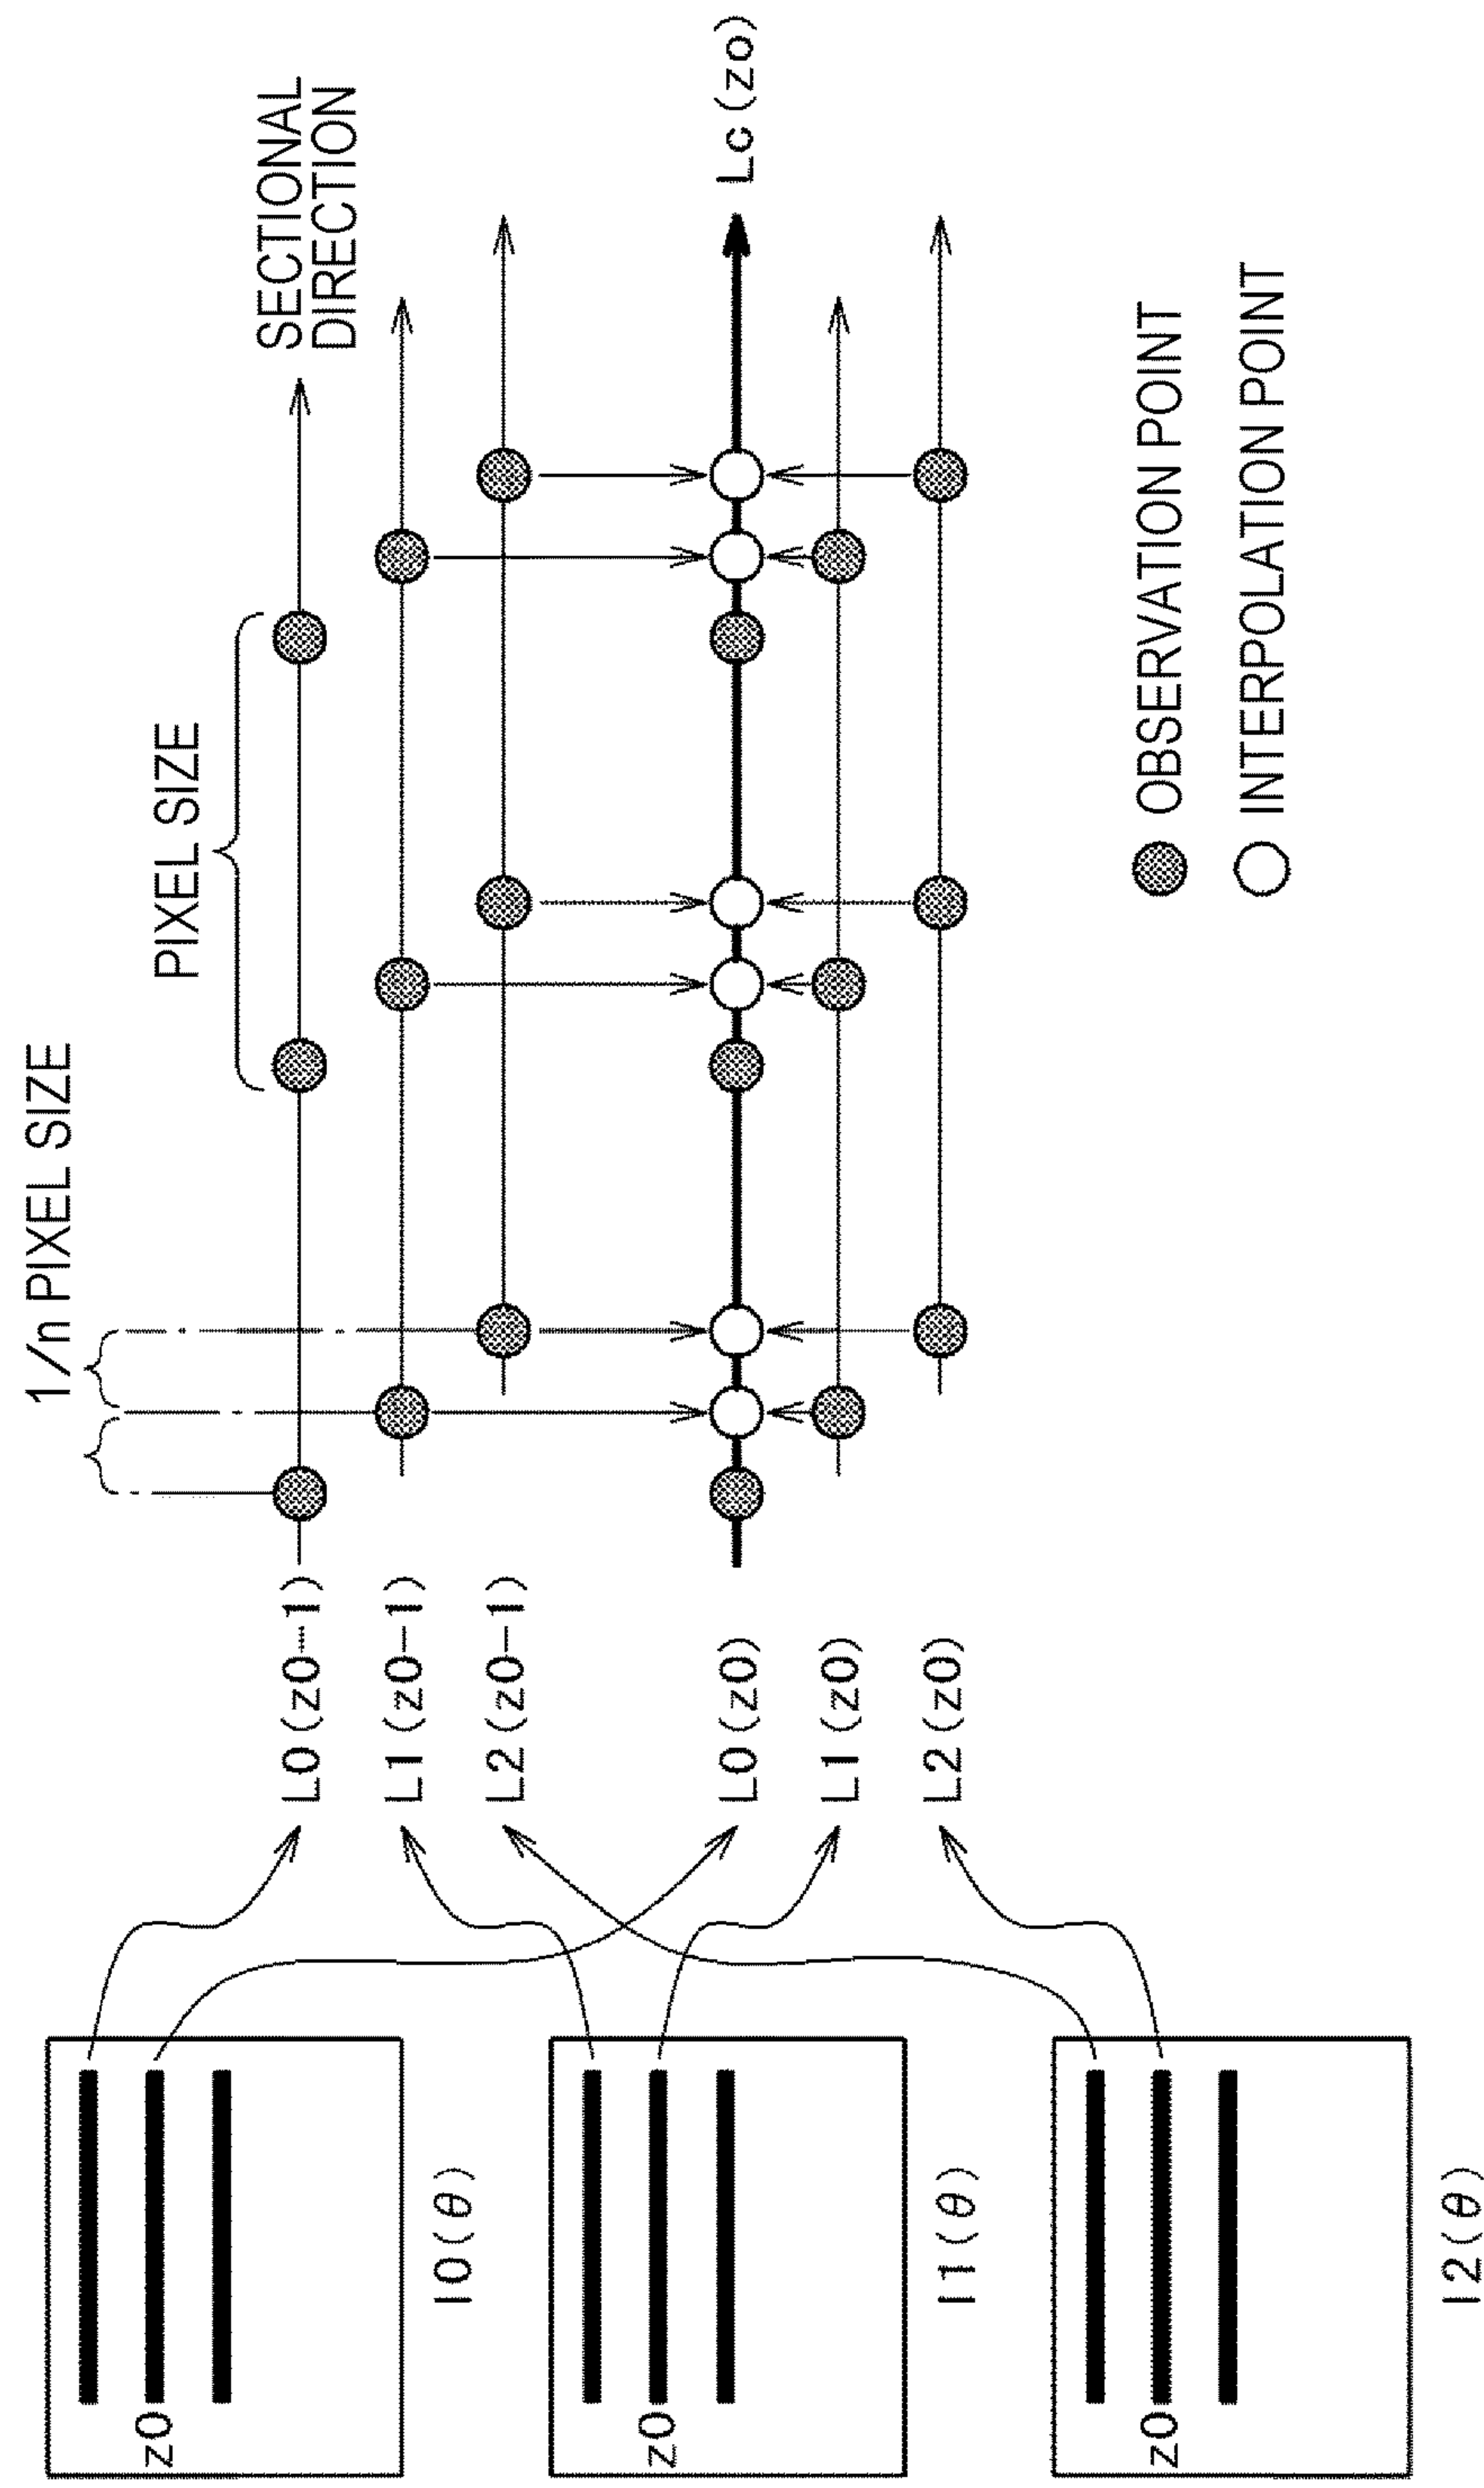 z0
I0(θ)
z0
I1(θ)
z0
I2(θ)
L0(z0-1)
L1(z0-1)
L2(z0-1)
L0(z0)
L1(z0)
L2(z0)
1/n PIXEL SIZE
PIXEL SIZE
SECTIONAL
DIRECTION
Lc(z0)
OBSERVATION POINT
INTERPOLATION POINT